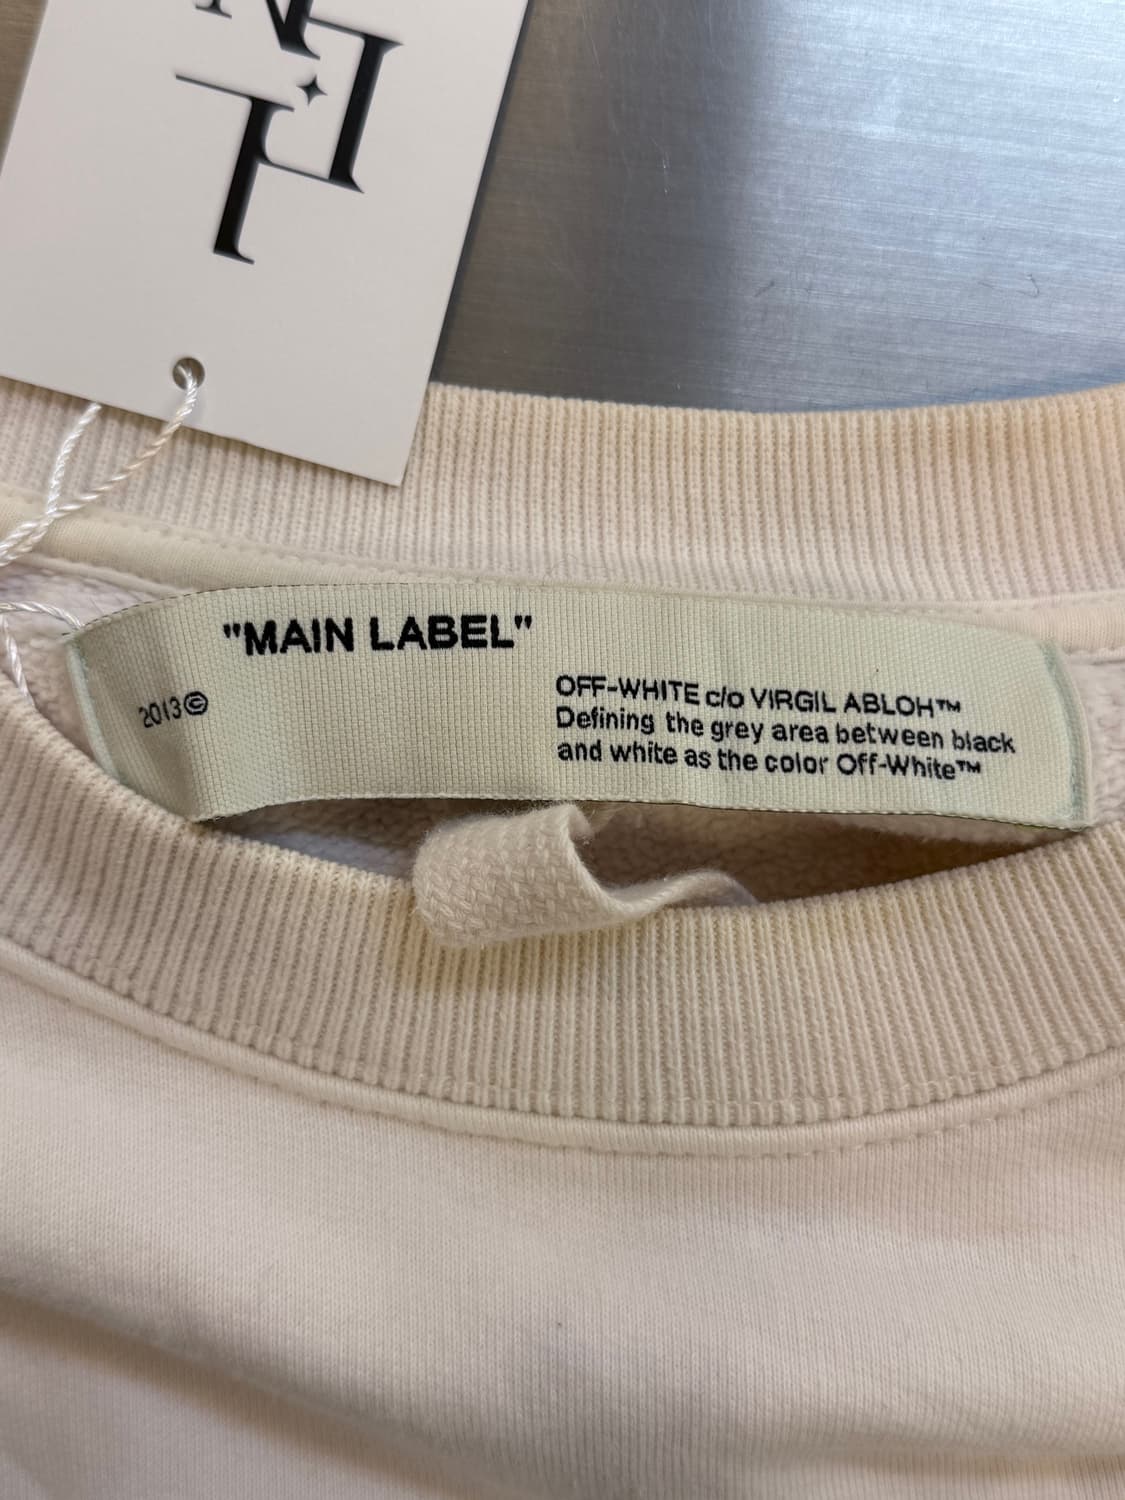 "MAIN LABEL"
2013©
OFF-WHITE c/o VIRGIL ABLOH™
Defining the grey area between black
and white as the color Off-White™